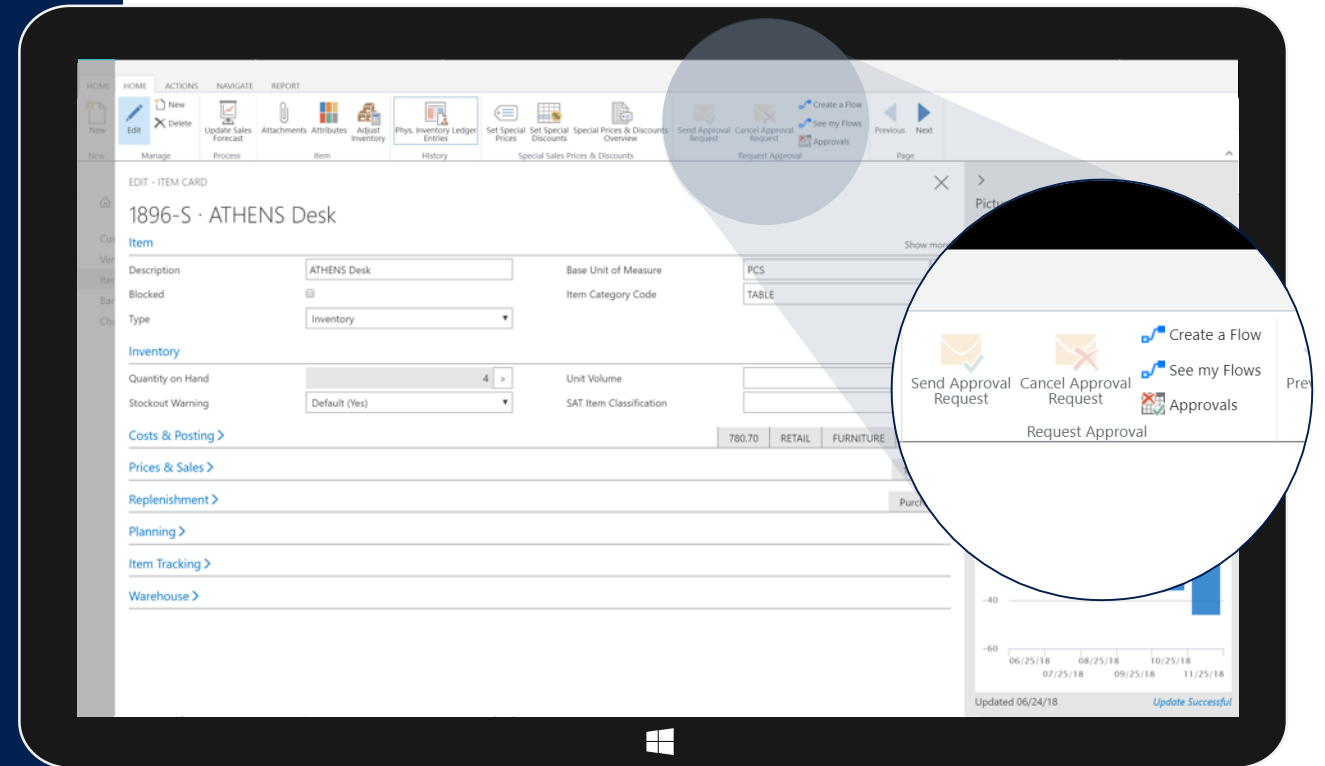 HOME HOME ACTIONS NAVIGATE REPORT
New
Edit
New
Delete
Update Sales Forecast
Attachments
Attributes
Adjust Inventory
Phys. Inventory Ledger Entries
Set Special Prices
Set Special Discounts
Special Prices & Discounts Overview
Send Approval Request
Cancel Approval Request
Create a Flow
See my Flows
Approvals
Previous
Next
New Manage Process Item History Special Sales Prices & Discounts Request Approval Page
EDIT - ITEM CARD
1896-S · ATHENS Desk
Item Show more
Description ATHENS Desk Base Unit of Measure PCS
Blocked Item Category Code TABLE
Type Inventory
Inventory
Quantity on Hand 4 > Unit Volume
Stockout Warning Default (Yes) SAT Item Classification
Costs & Posting > 780.70 RETAIL FURNITURE
Prices & Sales >
Replenishment >
Planning >
Item Tracking >
Warehouse >
Cus
Ver
Ite
Bar
Cha
Send Approval Request
Cancel Approval Request
Create a Flow
See my Flows
Approvals
Request Approval
-40
-60
06/25/18 08/25/18 10/25/18
07/25/18 09/25/18 11/25/18
Updated 06/24/18 Update Successful